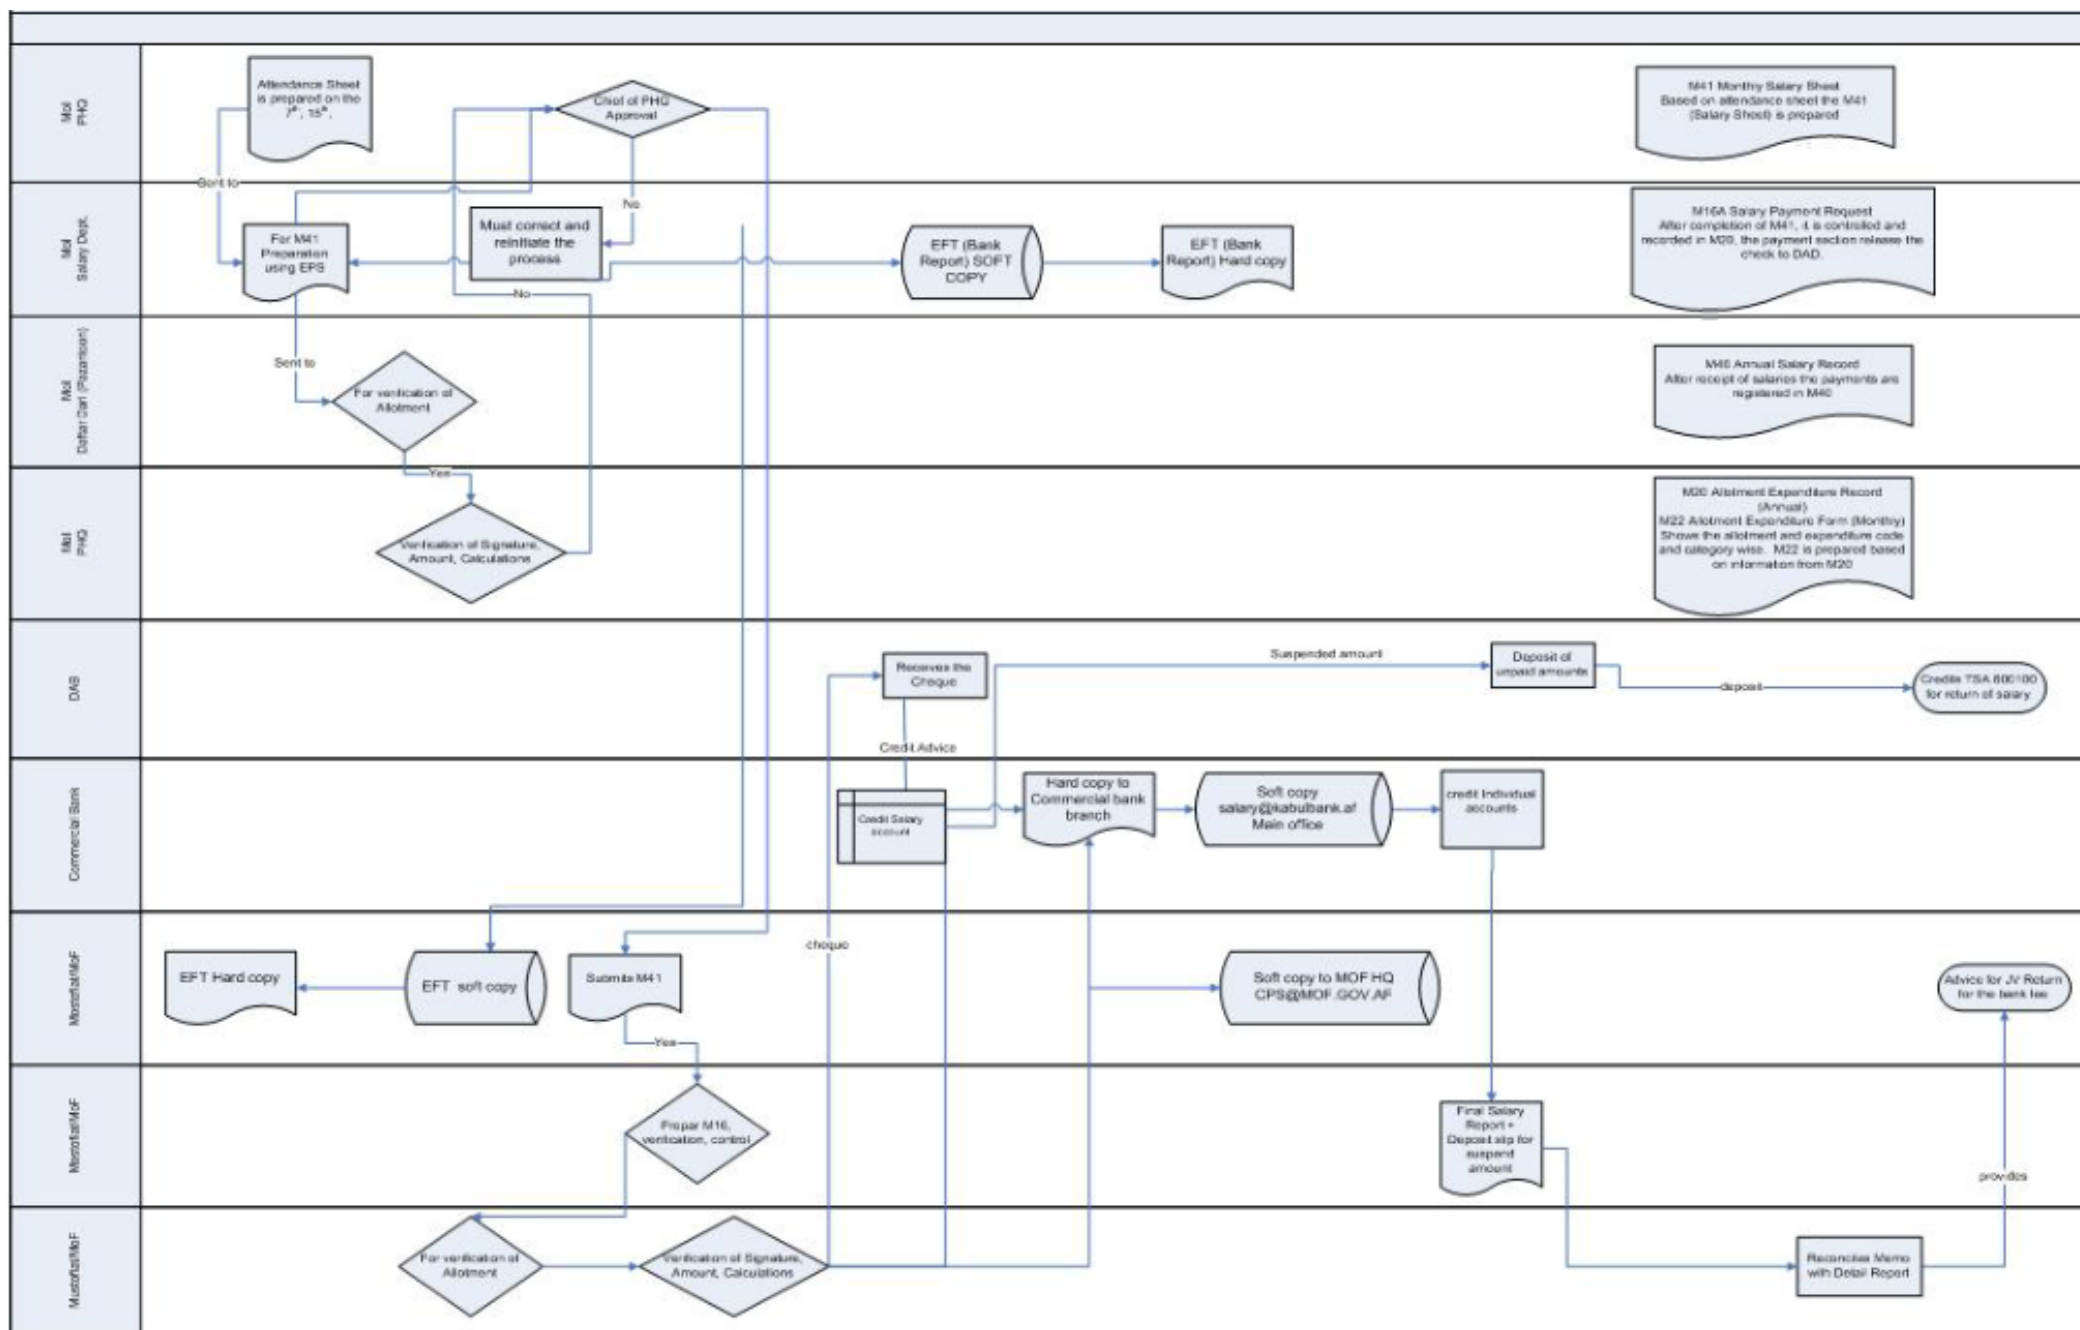 MoI
PHQ
Attendance Sheet
is prepared on the
7th, 15th,
Chief of PHQ
Approval
M41 Monthly Salary Sheet
Based on attendance sheet the M41
(Salary Sheet) is prepared
Sent to
No
MoI
Salary Dept.
For M41
Preparation
using EPS
Must correct and
reinitiate the
process
EFT (Bank
Report) SOFT
COPY
EFT (Bank
Report) Hard copy
M16A Salary Payment Request
After completion of M41, it is controlled and
recorded in M20, the payment section release the
check to DAD.
No
MoI
Daftar Dari (Pazantoon)
Sent to
For verification of
Allotment
M40 Annual Salary Record
After receipt of salaries the payments are
registered in M40
Yes
MoI
PHQ
Verification of Signature,
Amount, Calculations
M20 Allotment Expenditure Record
(Annual)
M22 Allotment Expenditure Form (Monthly)
Shows the allotment and expenditure code
and category wise. M22 is prepared based
on information from M20
DAB
Receives the
Cheque
Suspended amount
Deposit of
unpaid amounts
deposit
Credits TSA 600100
for return of salary
Credit Advice
Commercial Bank
Credit Salary
account
Hard copy to
Commercial bank
branch
Soft copy
salary@kabulbank.af
Main office
credit Individual
accounts
cheque
Mostofiat/MoF
EFT Hard copy
EFT soft copy
Submits M41
Soft copy to MOF HQ
CPS@MOF.GOV.AF
Advice for JV Return
for the bank fee
Yes
Mostofiat/MoF
Prepar M16,
verification, control
Final Salary
Report +
Deposit slip for
suspend
amount
provides
Mustofiat/MoF
For verification of
Allotment
Verification of Signature,
Amount, Calculations
Reconciles Memo
with Detail Report